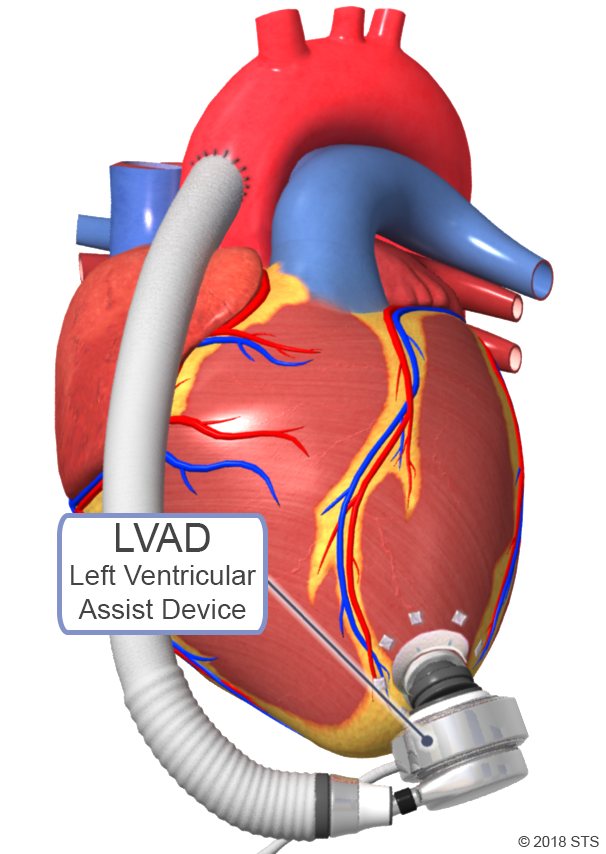 LVAD
Left Ventricular
Assist Device
© 2018 STS